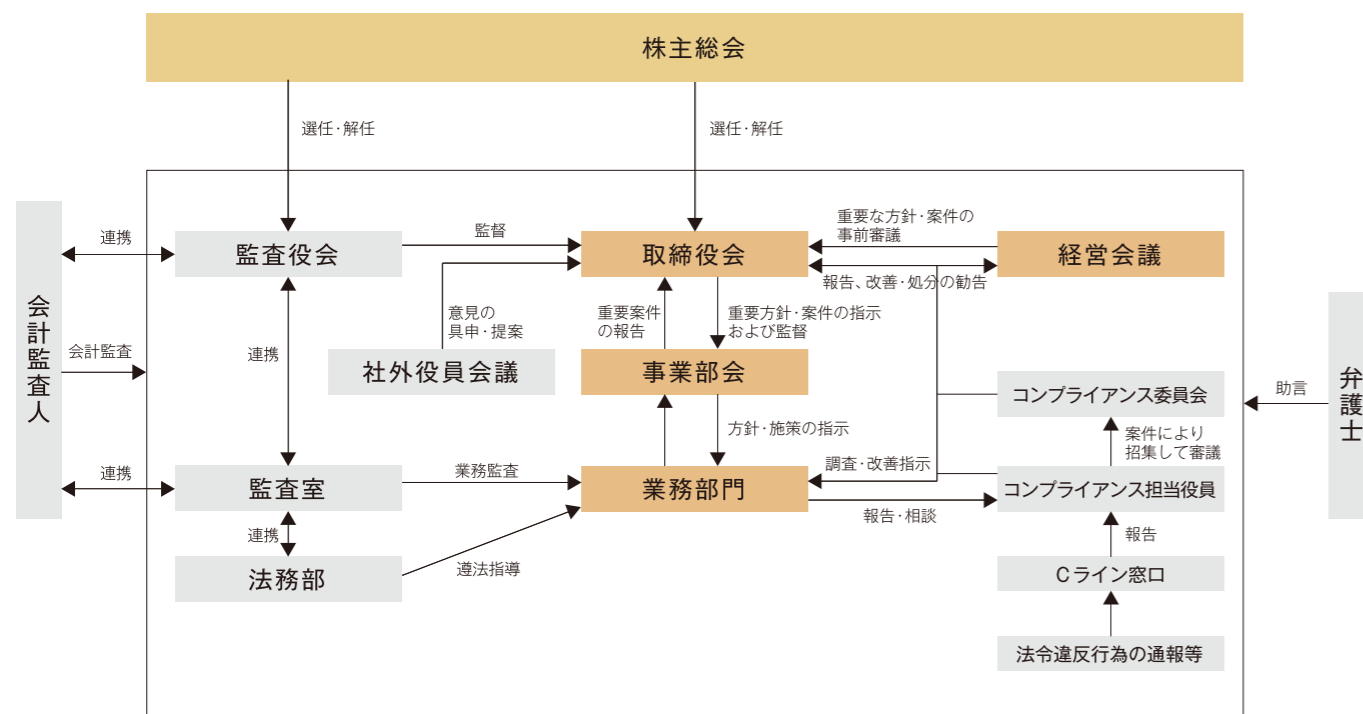 株主総会
選任・解任
選任・解任
会計監査人
連携
監査役会
監督
取締役会
重要な方針・案件の
事前審議
経営会議
報告、改善・処分の勧告
意見の
具申・提案
重要案件
の報告
重要方針・案件の指示
および監督
会計監査
連携
社外役員会議
事業部会
コンプライアンス委員会
助言
弁護士
方針・施策の指示
案件により
招集して審議
連携
監査室
業務監査
業務部門
調査・改善指示
コンプライアンス担当役員
報告・相談
連携
報告
法務部
遵法指導
Cライン窓口
法令違反行為の通報等